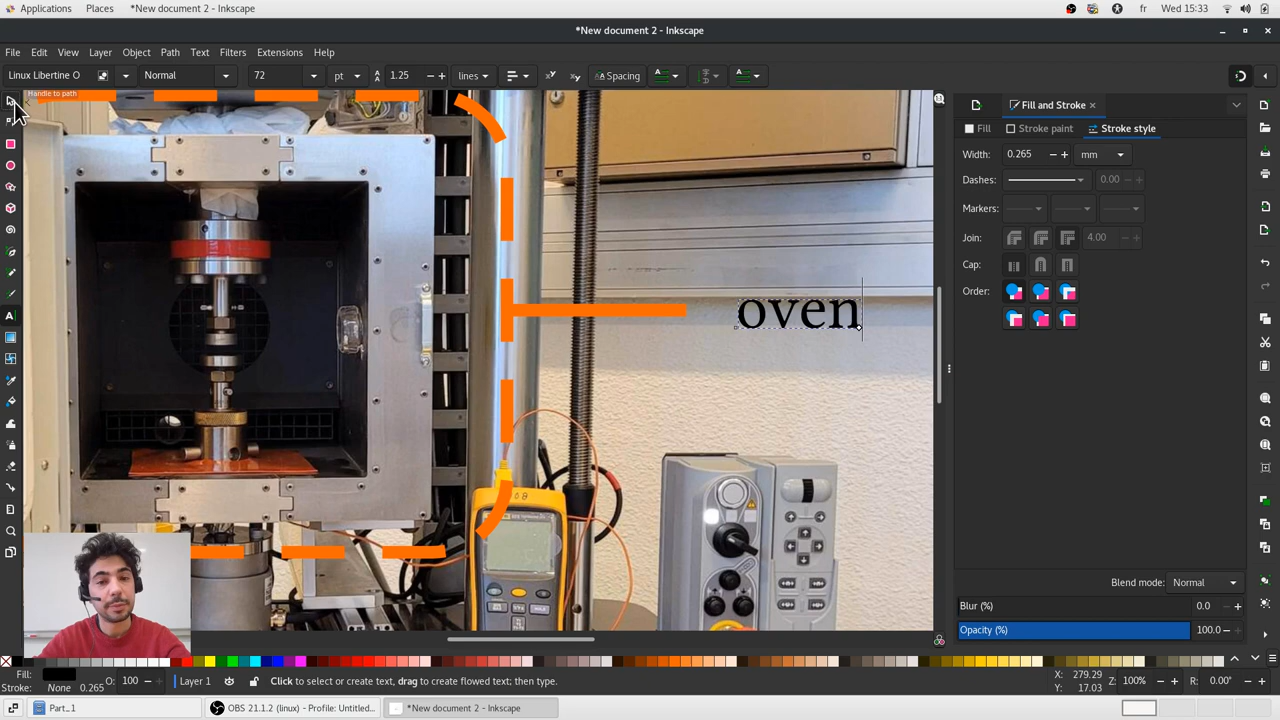 Applications Places *New document 2 - Inkscape fr Wed 15:33
*New document 2 - Inkscape
File Edit View Layer Object Path Text Filters Extensions Help
Linux Libertine O Normal 72 pt 1.25 lines Spacing
Handle to path
Fill and Stroke
Fill Stroke paint Stroke style
Width: 0.265 mm
Dashes: 0.00
Markers:
Join: 4.00
Cap:
Order:
oven
Blend mode: Normal
Blur (%) 0.0
Opacity (%) 100.0
Fill:
Stroke: None 0.265 O: 100 Layer 1 Click to select or create text, drag to create flowed text; then type. X: 279.29 Y: 17.03 Z: 100% R: 0.00°
Part_1 OBS 21.1.2 (linux) - Profile: Untitled... *New document 2 - Inkscape